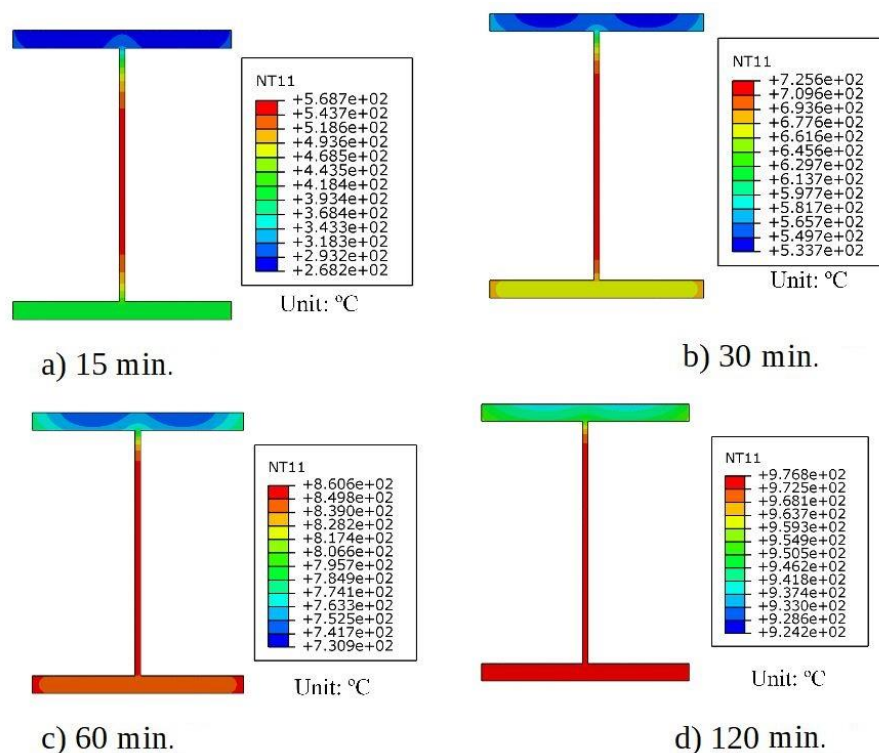 NT11
+5.687e+02
+5.437e+02
+5.186e+02
+4.936e+02
+4.685e+02
+4.435e+02
+4.184e+02
+3.934e+02
+3.684e+02
+3.433e+02
+3.183e+02
+2.932e+02
+2.682e+02
Unit: ºC
a) 15 min.
NT11
+7.256e+02
+7.096e+02
+6.936e+02
+6.776e+02
+6.616e+02
+6.456e+02
+6.297e+02
+6.137e+02
+5.977e+02
+5.817e+02
+5.657e+02
+5.497e+02
+5.337e+02
Unit: ºC
b) 30 min.
NT11
+8.606e+02
+8.498e+02
+8.390e+02
+8.282e+02
+8.174e+02
+8.066e+02
+7.957e+02
+7.849e+02
+7.741e+02
+7.633e+02
+7.525e+02
+7.417e+02
+7.309e+02
Unit: ºC
c) 60 min.
NT11
+9.768e+02
+9.725e+02
+9.681e+02
+9.637e+02
+9.593e+02
+9.549e+02
+9.505e+02
+9.462e+02
+9.418e+02
+9.374e+02
+9.330e+02
+9.286e+02
+9.242e+02
Unit: ºC
d) 120 min.